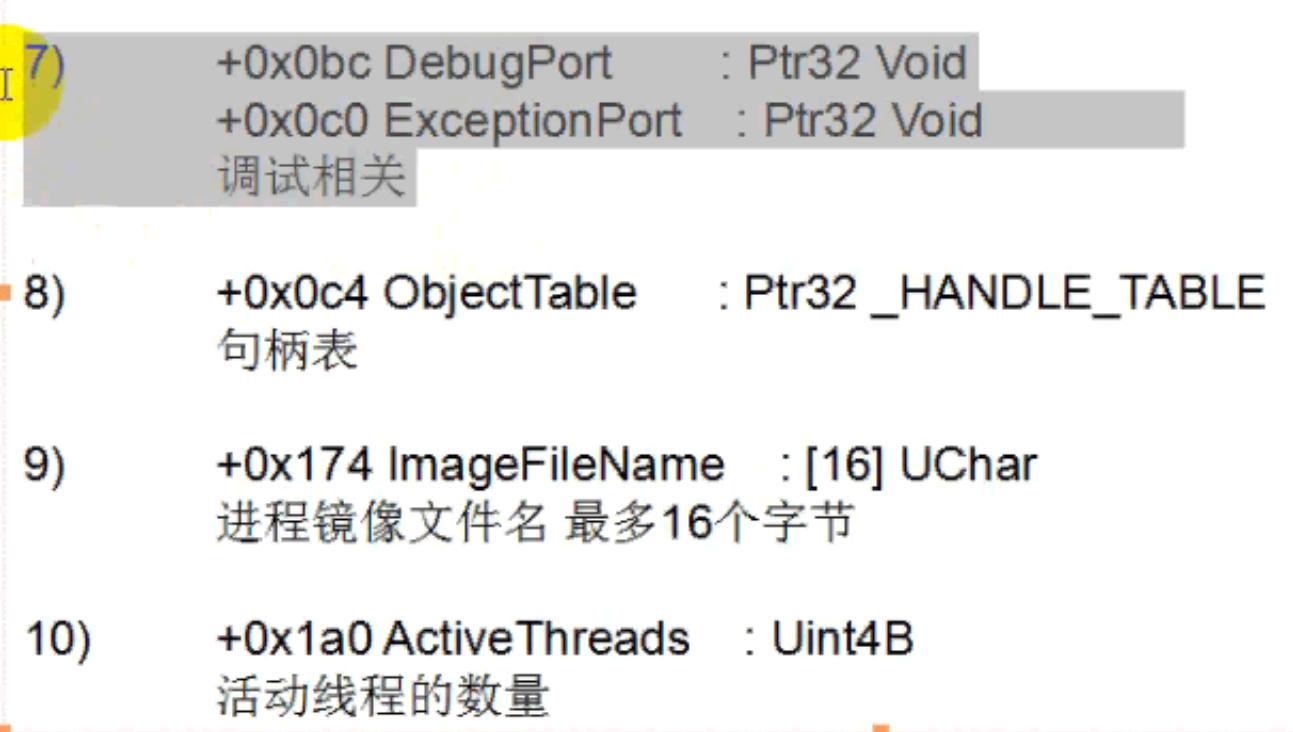 7) +0x0bc DebugPort : Ptr32 Void
+0x0c0 ExceptionPort : Ptr32 Void
调试相关
8) +0x0c4 ObjectTable : Ptr32 _HANDLE_TABLE
句柄表
9) +0x174 ImageFileName : [16] UChar
进程镜像文件名 最多16个字节
10) +0x1a0 ActiveThreads : Uint4B
活动线程的数量